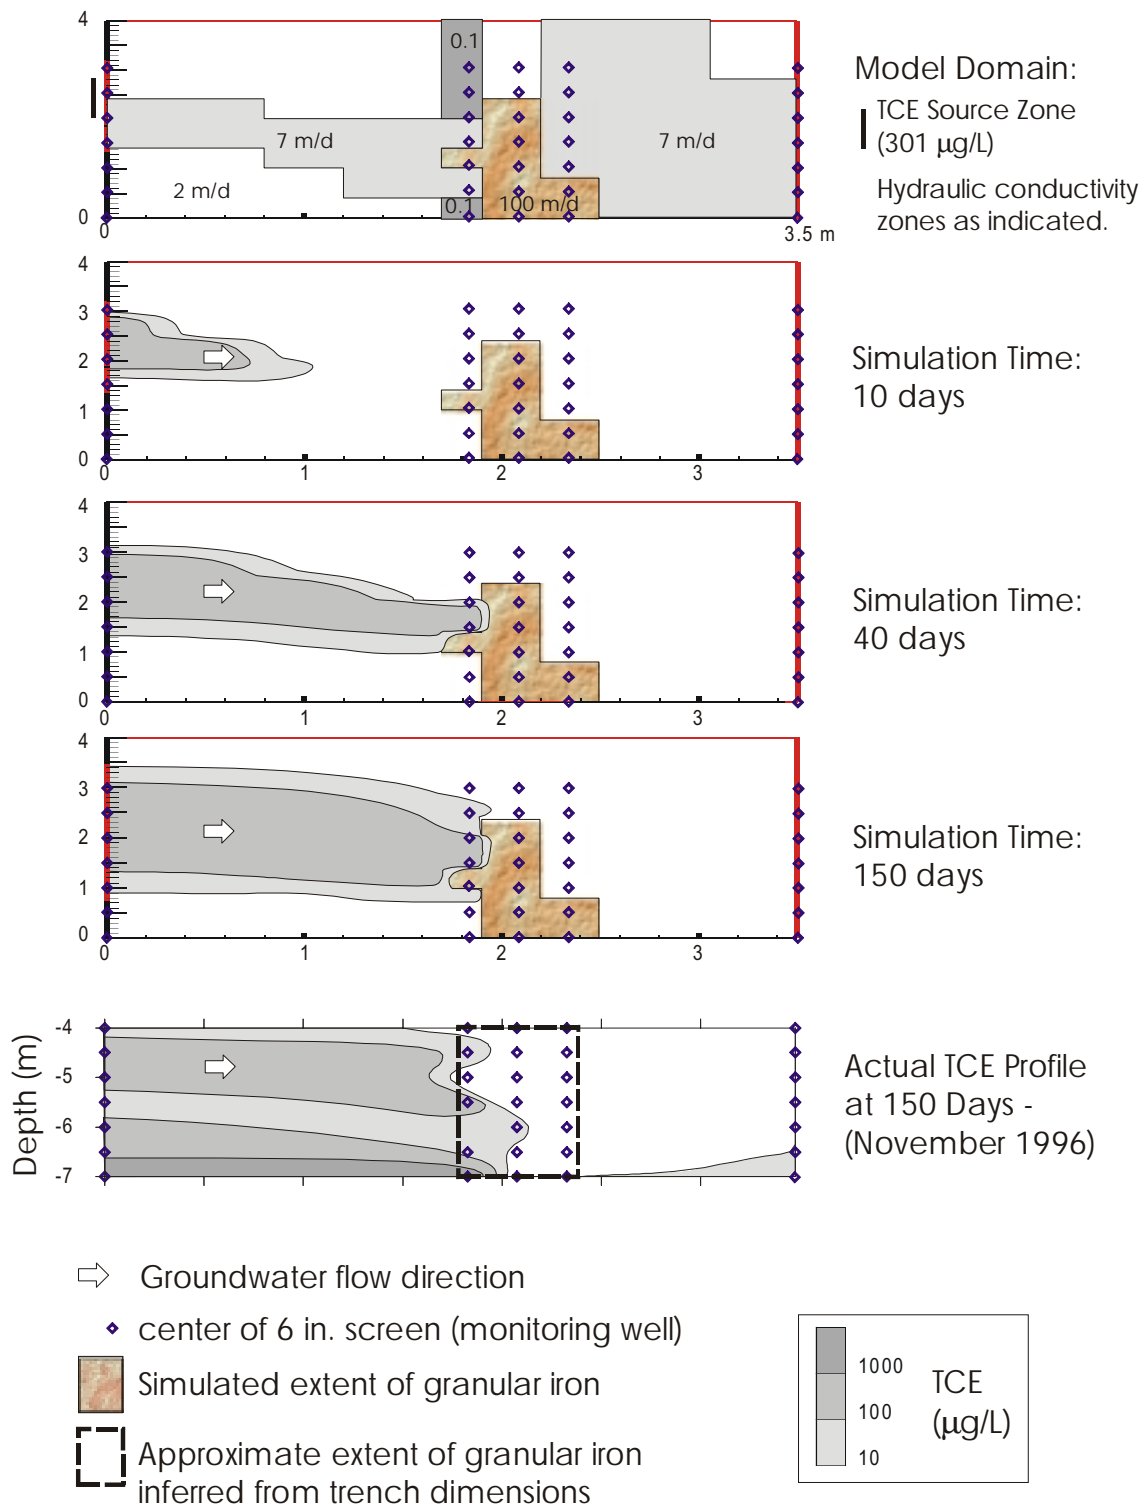 4
0.1
7 m/d
7 m/d
2 m/d
0.1
100 m/d
0
0
3.5 m
Model Domain:
TCE Source Zone
(301 µg/L)
Hydraulic conductivity
zones as indicated.
4
3
2
1
0
0
1
2
3
Simulation Time:
10 days
4
3
2
1
0
0
1
2
3
Simulation Time:
40 days
4
3
2
1
0
0
1
2
3
Simulation Time:
150 days
Depth (m)
-4
-5
-6
-7
Actual TCE Profile
at 150 Days -
(November 1996)
Groundwater flow direction
center of 6 in. screen (monitoring well)
Simulated extent of granular iron
Approximate extent of granular iron
inferred from trench dimensions
1000
100
10
TCE
(µg/L)